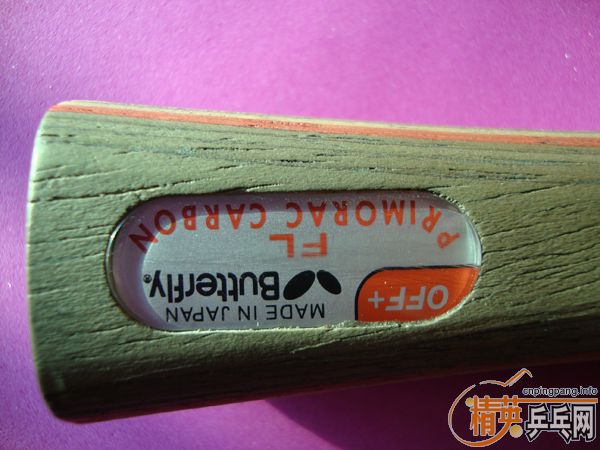 OFF+
MADE IN JAPAN
Butterfly®
FL
PRIMORAC CARBON
cnpingpang.info
精英乒乓网